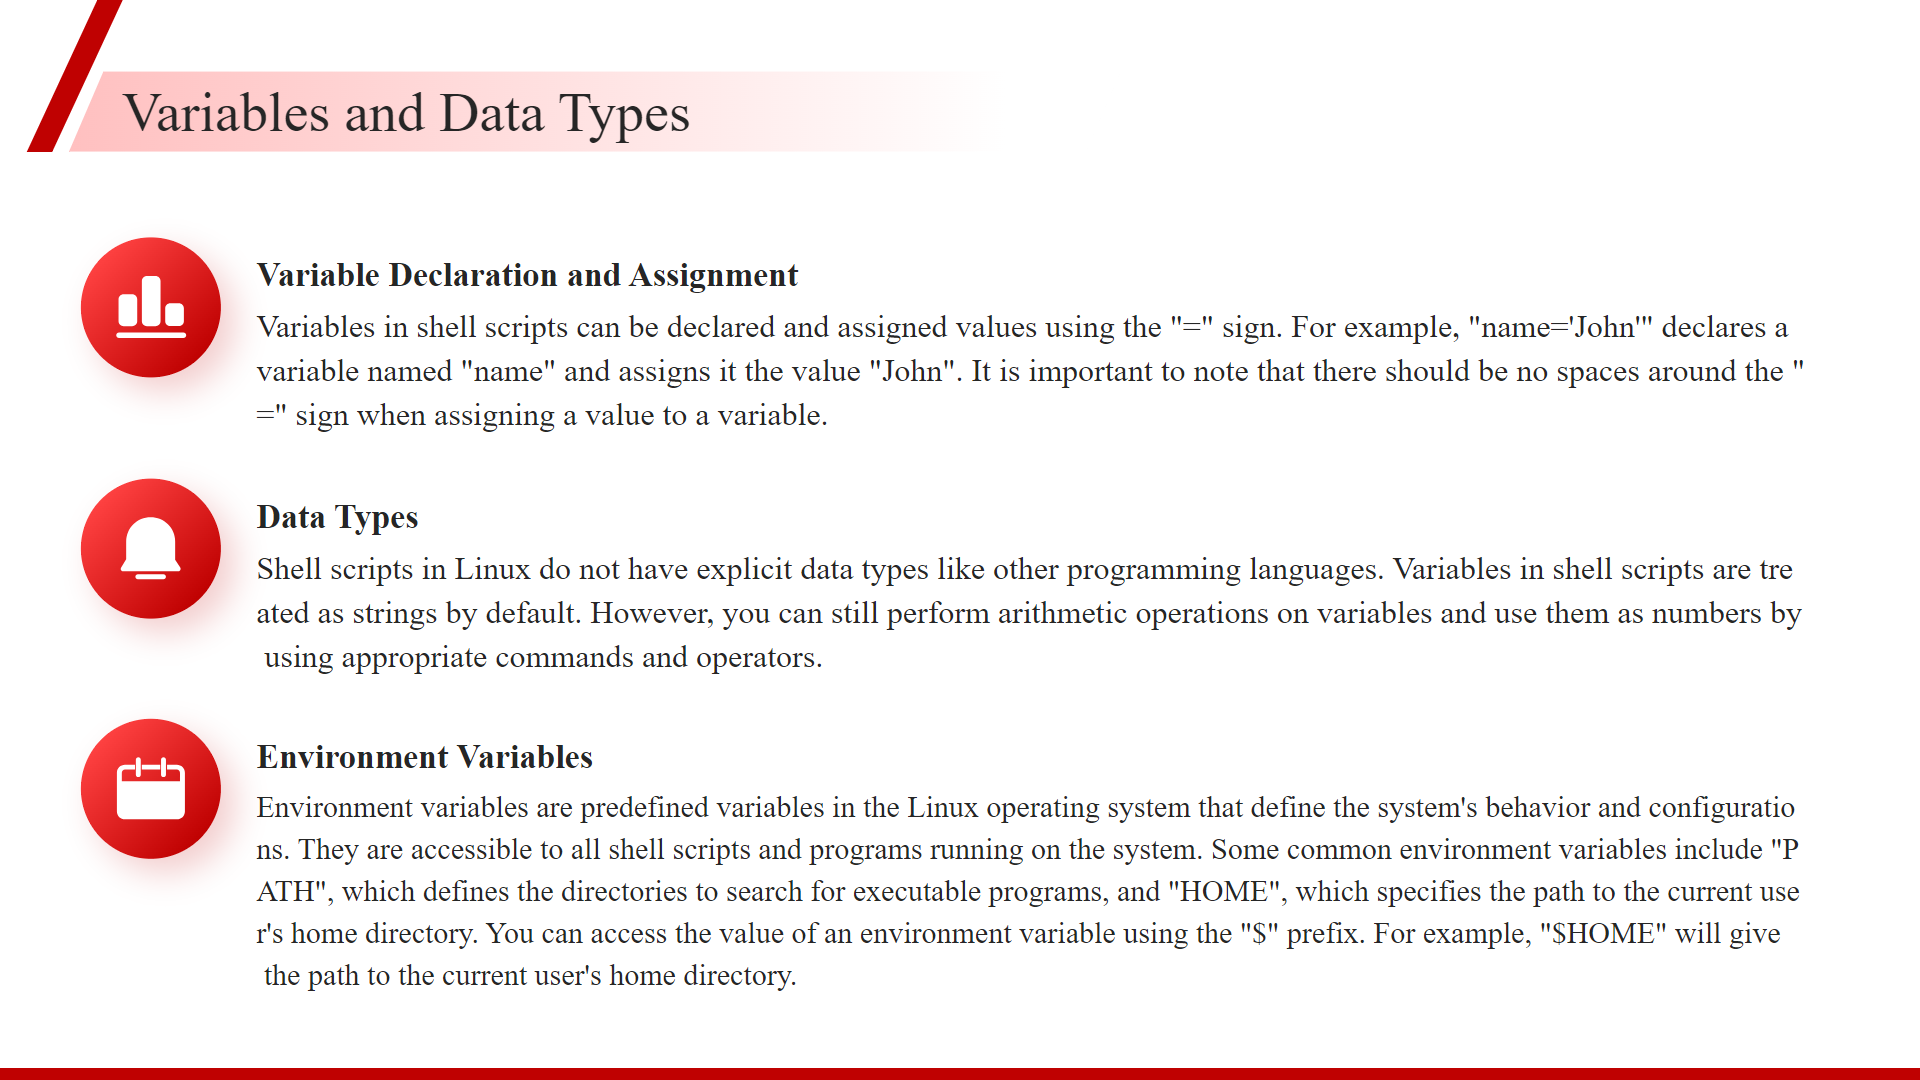 Variables and Data Types
Variable Declaration and Assignment
Variables in shell scripts can be declared and assigned values using the "=" sign. For example, "name='John'" declares a
variable named "name" and assigns it the value "John". It is important to note that there should be no spaces around the "
=" sign when assigning a value to a variable.
Data Types
Shell scripts in Linux do not have explicit data types like other programming languages. Variables in shell scripts are tre
ated as strings by default. However, you can still perform arithmetic operations on variables and use them as numbers by
using appropriate commands and operators.
Environment Variables
Environment variables are predefined variables in the Linux operating system that define the system's behavior and configuratio
ns. They are accessible to all shell scripts and programs running on the system. Some common environment variables include "P
ATH", which defines the directories to search for executable programs, and "HOME", which specifies the path to the current use
r's home directory. You can access the value of an environment variable using the "$" prefix. For example, "$HOME" will give
the path to the current user's home directory.